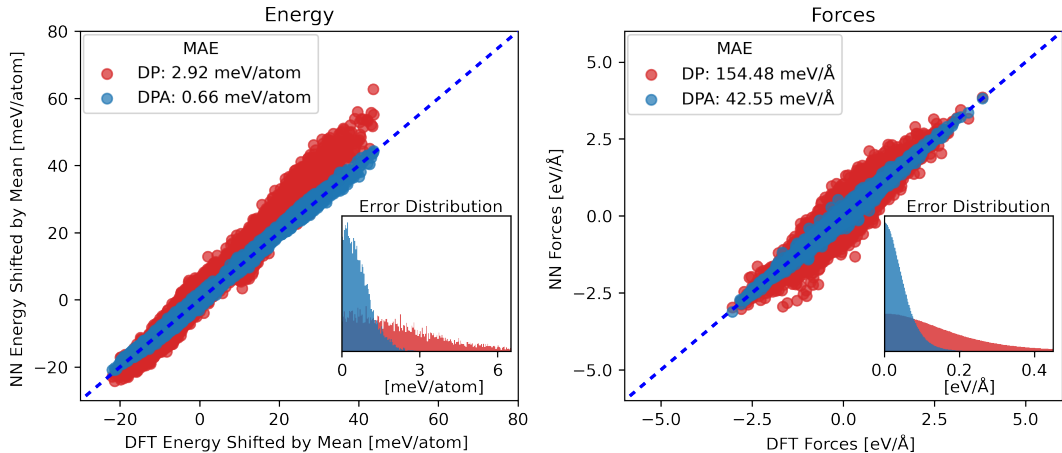 Energy
NN Energy Shifted by Mean [meV/atom]
80
60
40
20
0
−20
MAE
DP: 2.92 meV/atom
DPA: 0.66 meV/atom
Error Distribution
0 3 6
[meV/atom]
−20 0 20 40 60 80
DFT Energy Shifted by Mean [meV/atom]
Forces
NN Forces [eV/Å]
5.0
2.5
0.0
−2.5
−5.0
MAE
DP: 154.48 meV/Å
DPA: 42.55 meV/Å
Error Distribution
0.0 0.2 0.4
[eV/Å]
−5.0 −2.5 0.0 2.5 5.0
DFT Forces [eV/Å]